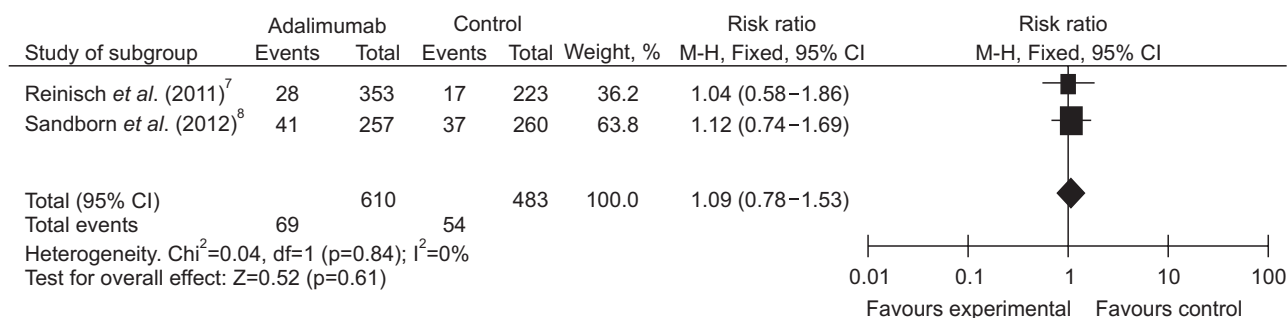 Adalimumab Control Risk ratio Risk ratio
Study of subgroup Events Total Events Total Weight, % M-H, Fixed, 95% CI M-H, Fixed, 95% CI
Reinisch et al. (2011)7 28 353 17 223 36.2 1.04 (0.58–1.86)
Sandborn et al. (2012)8 41 257 37 260 63.8 1.12 (0.74–1.69)
Total (95% CI) 610 483 100.0 1.09 (0.78–1.53)
Total events 69 54
Heterogeneity. Chi2=0.04, df=1 (p=0.84); I2=0%
Test for overall effect: Z=0.52 (p=0.61)
0.01 0.1 1 10 100
Favours experimental Favours control